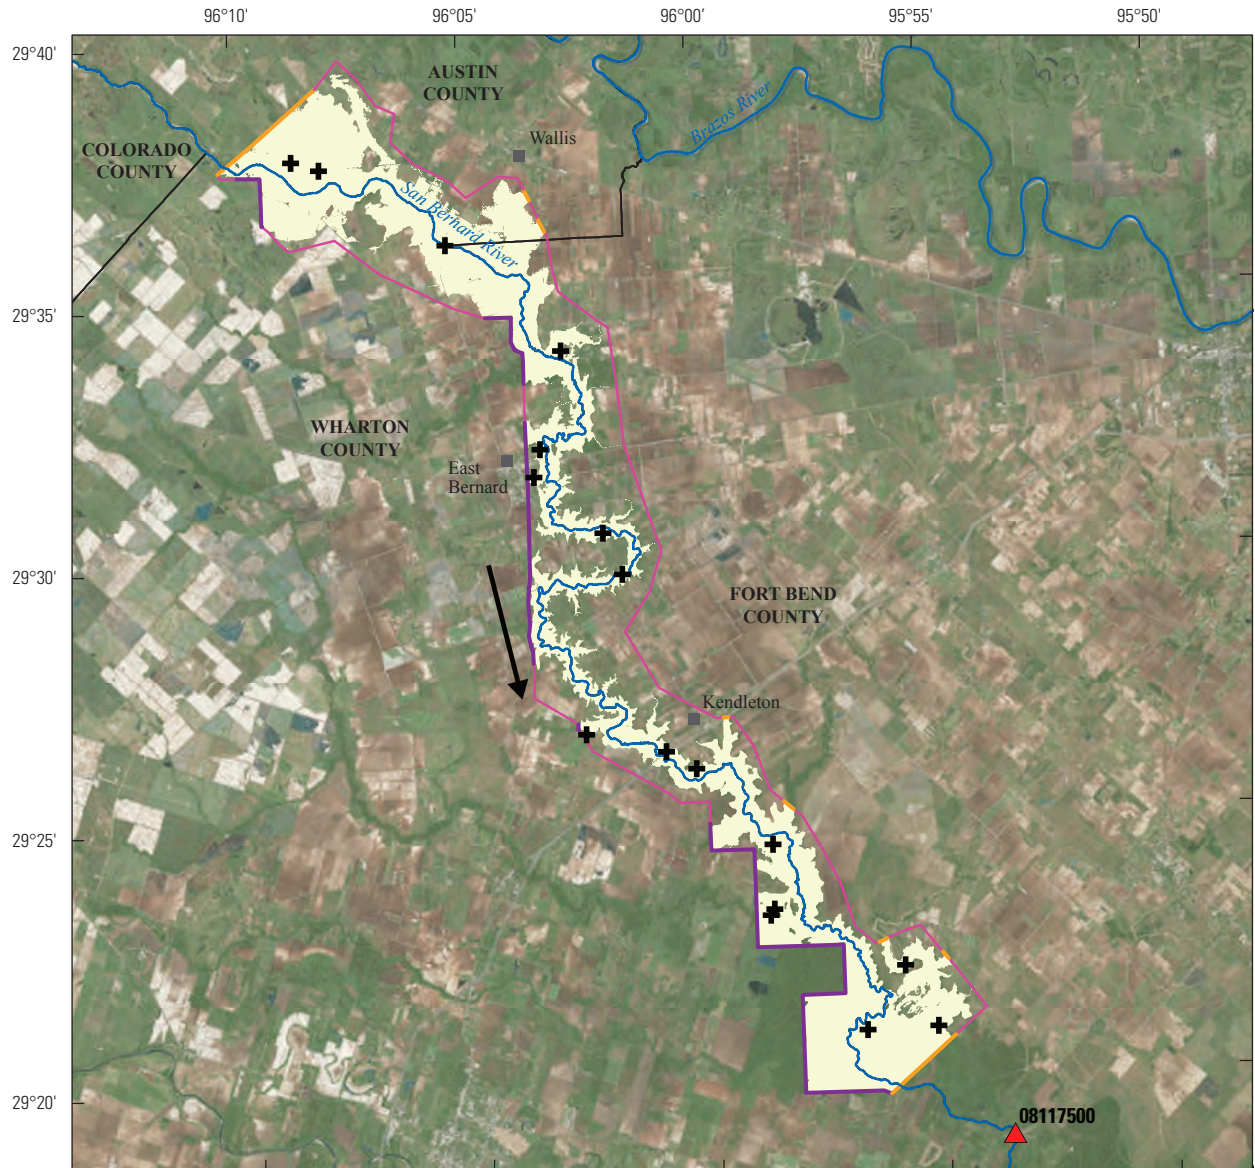 96°10'
96°05'
96°00'
95°55'
95°50'
29°40'
AUSTIN
COUNTY
Brazos River
Wallis
COLORADO
COUNTY
San Bernard River
29°35'
WHARTON
COUNTY
East
Bernard
29°30'
FORT BEND
COUNTY
Kendleton
29°25'
29°20'
08117500